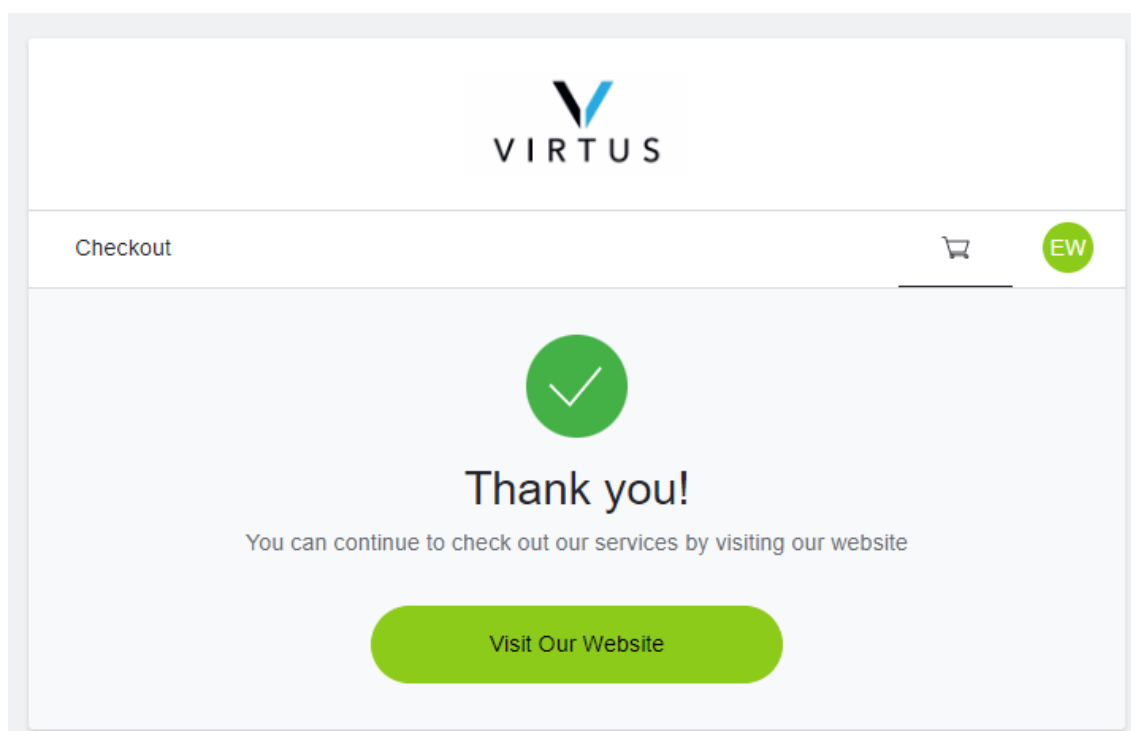 VIRTUS
Checkout
EW
Thank you!
You can continue to check out our services by visiting our website
Visit Our Website